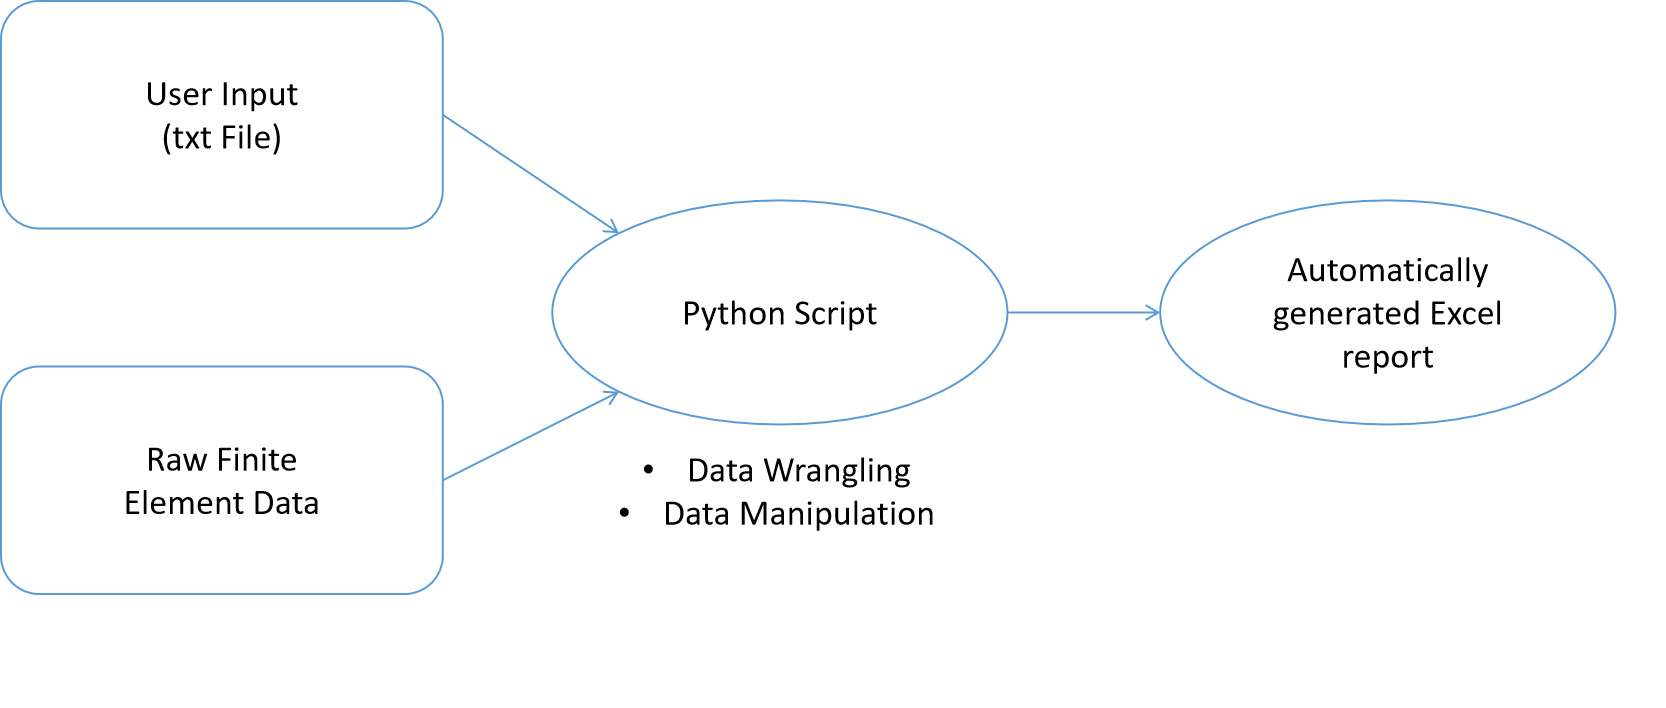 User Input
(txt File)
Python Script
Automatically
generated Excel
report
Raw Finite
Element Data
• Data Wrangling
• Data Manipulation